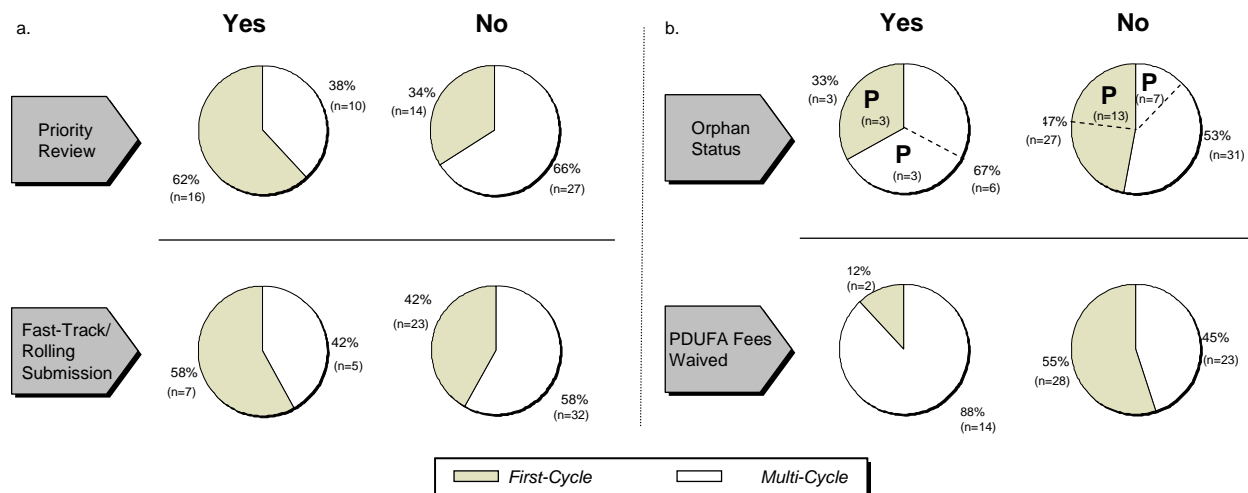 a.
Yes
No
Priority
Review
38%
(n=10)
62%
(n=16)
34%
(n=14)
66%
(n=27)
Fast-Track/
Rolling
Submission
42%
(n=5)
58%
(n=7)
42%
(n=23)
58%
(n=32)
b.
Yes
No
Orphan
Status
33%
(n=3)
P
(n=3)
P
(n=3)
67%
(n=6)
P
(n=13)
P
(n=7)
47%
(n=27)
53%
(n=31)
PDUFA Fees
Waived
12%
(n=2)
88%
(n=14)
55%
(n=28)
45%
(n=23)
First-Cycle
Multi-Cycle